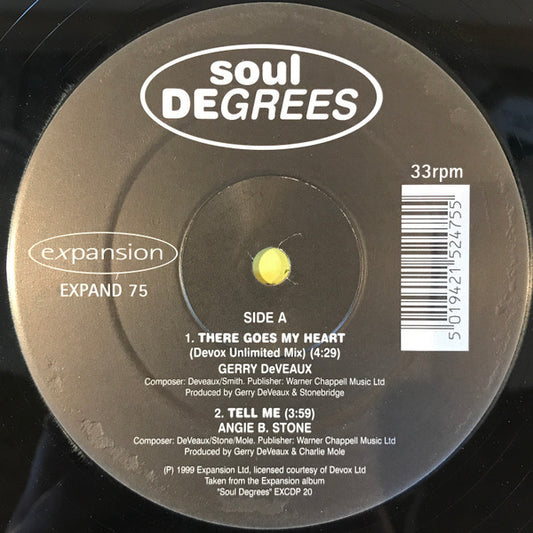 soul
DEGREES
33rpm
expansion
EXPAND 75
5 019421 524755
SIDE A
1. THERE GOES MY HEART
(Devox Unlimited Mix) (4:29)
GERRY DeVEAUX
Composer: Deveaux/Smith. Publisher: Warner Chappell Music Ltd
Produced by Gerry DeVeaux & Stonebridge
2. TELL ME (3:59)
ANGIE B. STONE
Composer: DeVeaux/Stone/Mole. Publisher: Warner Chappell Music Ltd
Produced by Gerry DeVeaux & Charlie Mole
(P) 1999 Expansion Ltd, licensed courtesy of Devox Ltd
Taken from the Expansion album
"Soul Degrees" EXCDP 20